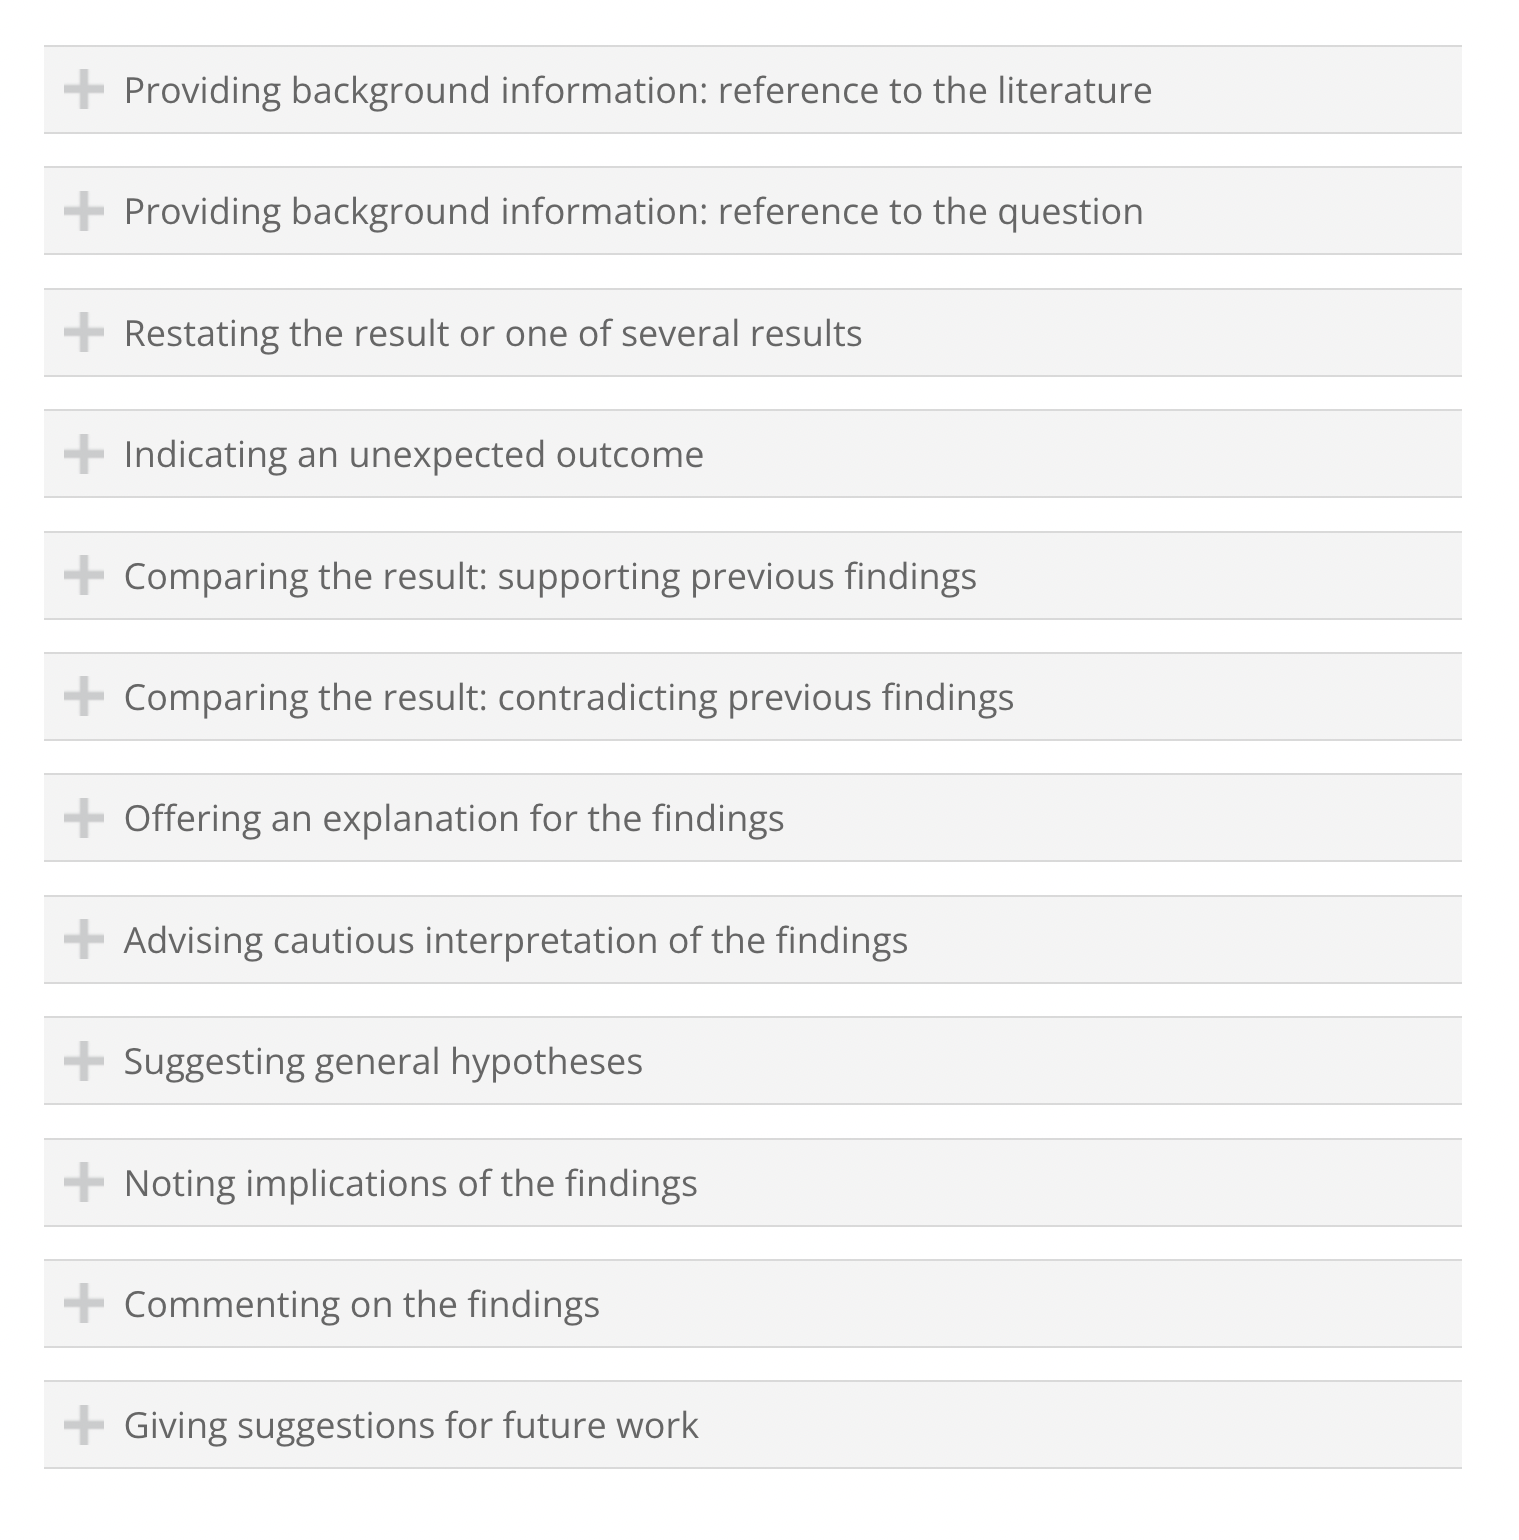 Providing background information: reference to the literature
Providing background information: reference to the question
Restating the result or one of several results
Indicating an unexpected outcome
Comparing the result: supporting previous findings
Comparing the result: contradicting previous findings
Offering an explanation for the findings
Advising cautious interpretation of the findings
Suggesting general hypotheses
Noting implications of the findings
Commenting on the findings
Giving suggestions for future work